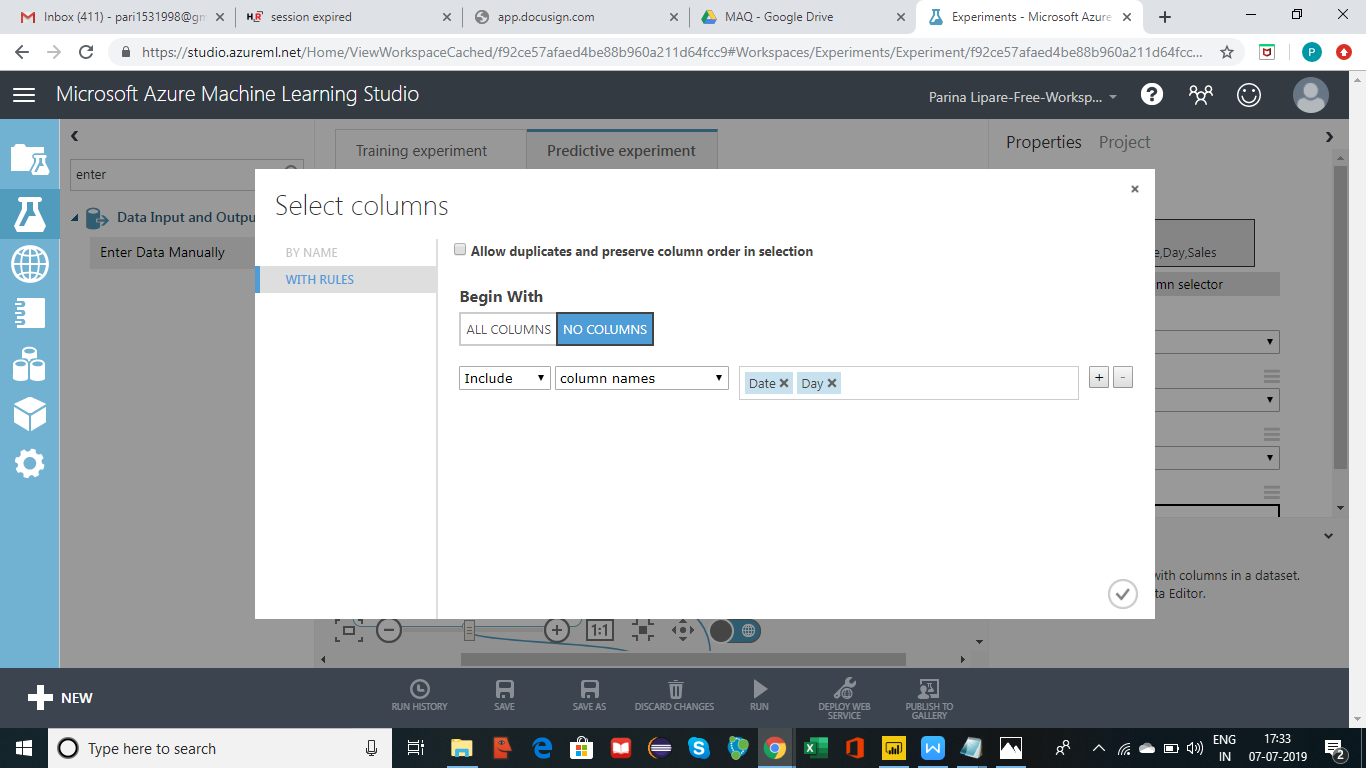 Inbox (411) - pari1531998@gm
session expired
app.docusign.com
MAQ - Google Drive
Experiments - Microsoft Azure
https://studio.azureml.net/Home/ViewWorkspaceCached/f92ce57afaed4be88b960a211d64fcc9#Workspaces/Experiments/Experiment/f92ce57afaed4be88b960a211d64fcc...
P
Microsoft Azure Machine Learning Studio
Parina Lipare-Free-Worksp...
?
Training experiment
Predictive experiment
Properties
Project
enter
Data Input and Outpu
Enter Data Manually
Select columns
BY NAME
WITH RULES
Allow duplicates and preserve column order in selection
Begin With
ALL COLUMNS
NO COLUMNS
Include
column names
Date
Day
+
-
e,Day,Sales
mn selector
with columns in a dataset.
ta Editor.
1:1
NEW
RUN HISTORY
SAVE
SAVE AS
DISCARD CHANGES
RUN
DEPLOY WEB
SERVICE
PUBLISH TO
GALLERY
Type here to search
ENG
IN
17:33
07-07-2019
2